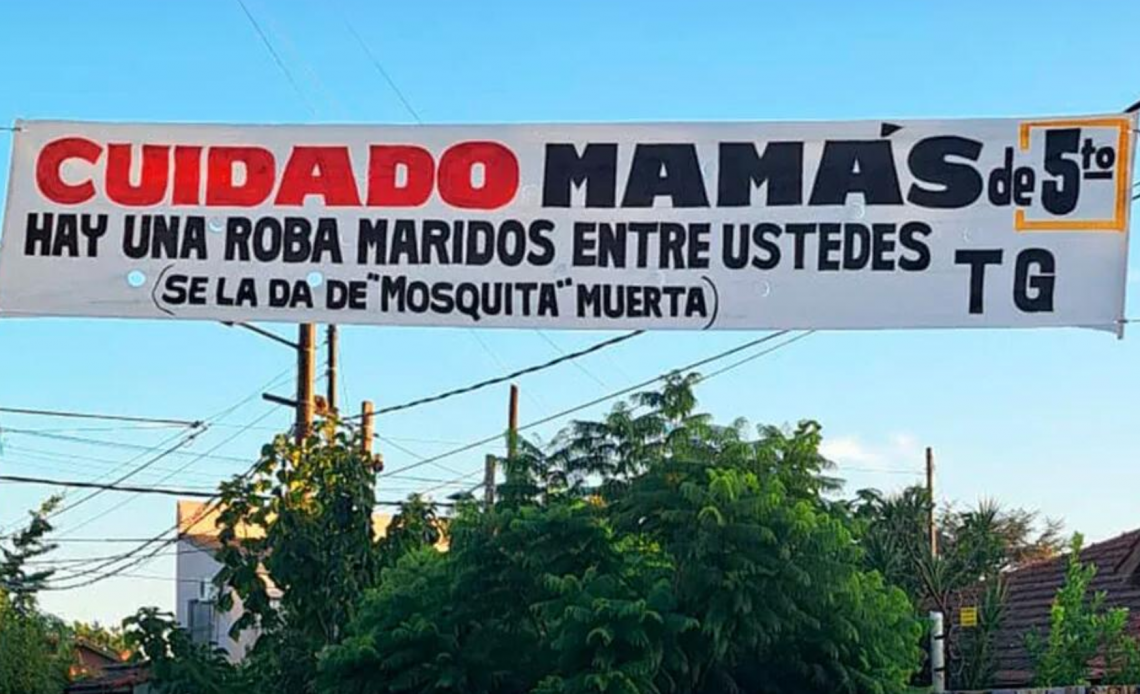 CUIDADO MAMÁS de 5to
HAY UNA ROBA MARIDOS ENTRE USTEDES TG
(SE LA DA DE "MOSQUITA" MUERTA)